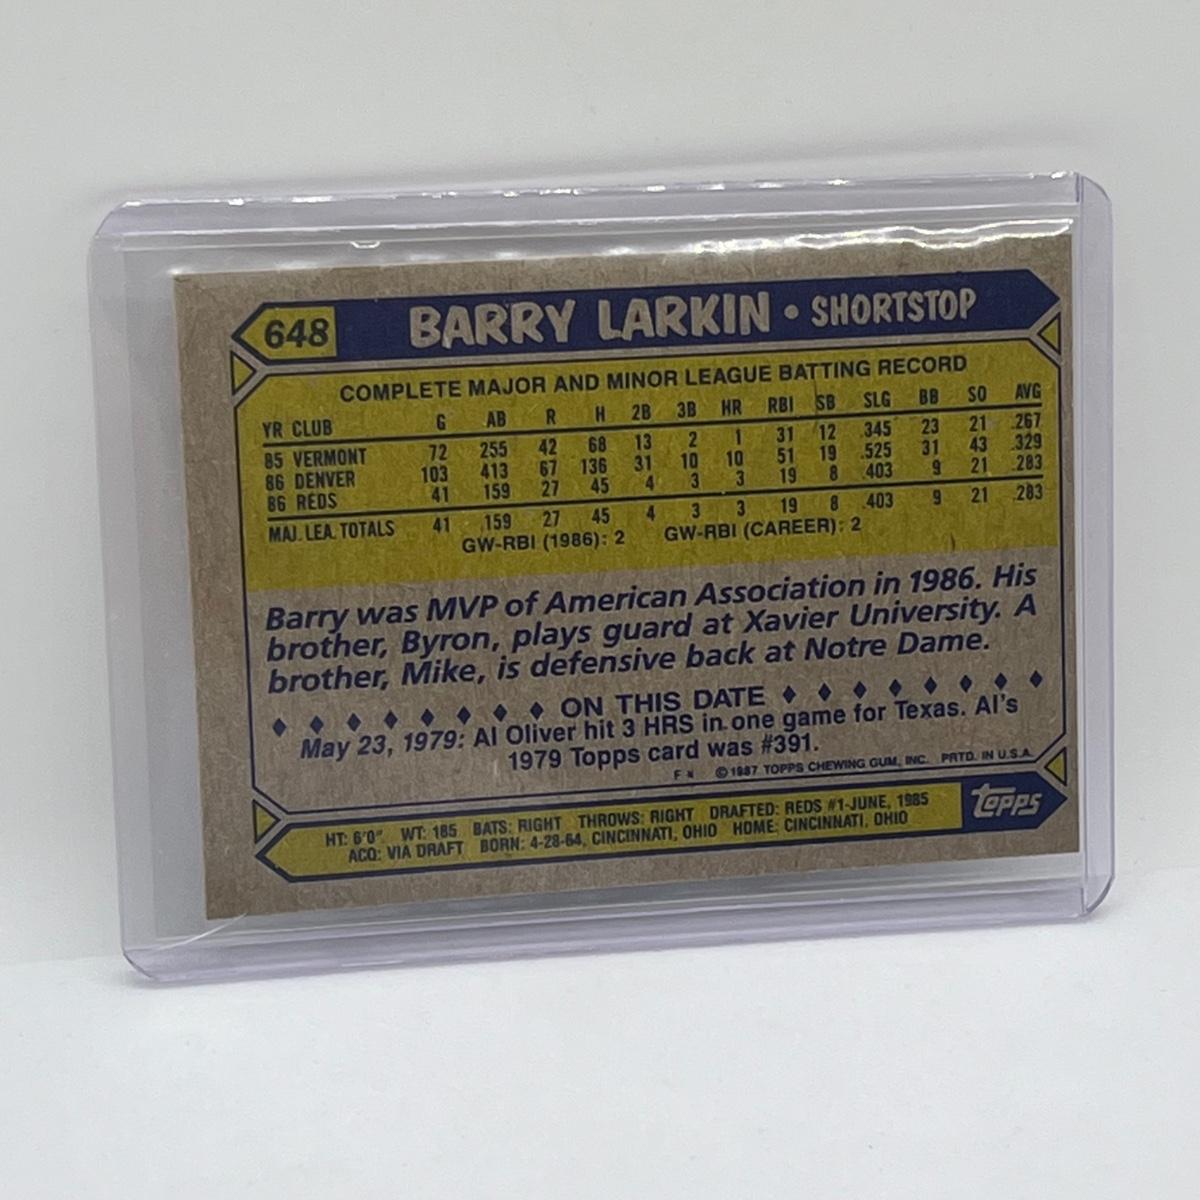 648 BARRY LARKIN • SHORTSTOP
COMPLETE MAJOR AND MINOR LEAGUE BATTING RECORD
YR CLUB G AB R H 2B 3B HR RBI SB SLG BB SO AVG
85 VERMONT 72 255 42 68 13 2 1 31 12 .345 23 21 .267
86 DENVER 103 413 67 136 31 10 10 51 19 .525 31 43 .329
86 REDS 41 159 27 45 4 3 3 19 8 .403 9 21 .283
MAJ. LEA. TOTALS 41 159 27 45 4 3 3 19 8 .403 9 21 .283
GW-RBI (1986): 2 GW-RBI (CAREER): 2
Barry was MVP of American Association in 1986. His
brother, Byron, plays guard at Xavier University. A
brother, Mike, is defensive back at Notre Dame.
♦ ♦ ♦ ♦ ♦ ♦ ♦ ♦ ON THIS DATE ♦ ♦ ♦ ♦ ♦ ♦ ♦ ♦
May 23, 1979: Al Oliver hit 3 HRS in one game for Texas. Al's
1979 Topps card was #391.
F * © 1987 TOPPS CHEWING GUM, INC. PRTD. IN U.S.A.
HT: 6'0" WT: 185 BATS: RIGHT THROWS: RIGHT DRAFTED: REDS #1-JUNE, 1985
ACQ: VIA DRAFT BORN: 4-28-64, CINCINNATI, OHIO HOME: CINCINNATI, OHIO
topps